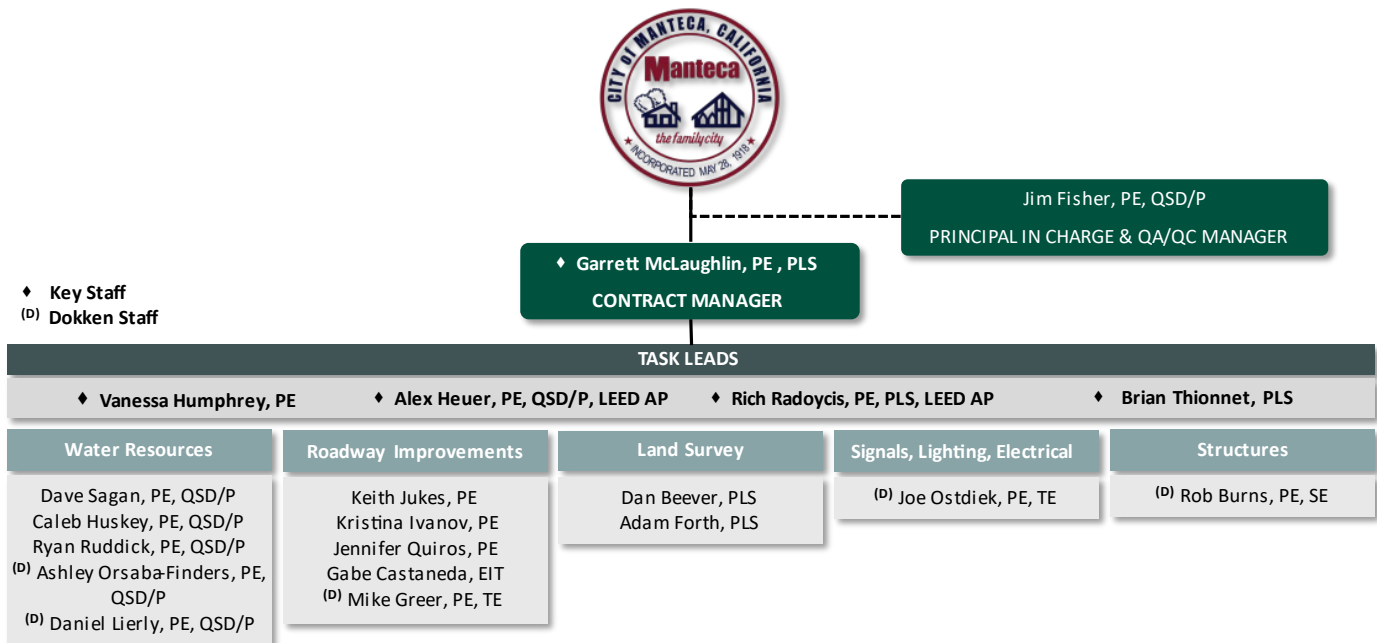 CITY of MANTECA, CALIFORNIA
Manteca
the family city
★ INCORPORATED MAY 28, 1918 ★
Jim Fisher, PE, QSD/P
PRINCIPAL IN CHARGE & QA/QC MANAGER
♦ Garrett McLaughlin, PE , PLS
CONTRACT MANAGER
♦ Key Staff
(D) Dokken Staff
TASK LEADS
♦ Vanessa Humphrey, PE
♦ Alex Heuer, PE, QSD/P, LEED AP
♦ Rich Radoycis, PE, PLS, LEED AP
♦ Brian Thionnet, PLS
Water Resources
Dave Sagan, PE, QSD/P
Caleb Huskey, PE, QSD/P
Ryan Ruddick, PE, QSD/P
(D) Ashley Orsaba-Finders, PE,
QSD/P
(D) Daniel Lierly, PE, QSD/P
Roadway Improvements
Keith Jukes, PE
Kristina Ivanov, PE
Jennifer Quiros, PE
Gabe Castaneda, EIT
(D) Mike Greer, PE, TE
Land Survey
Dan Beever, PLS
Adam Forth, PLS
Signals, Lighting, Electrical
(D) Joe Ostdiek, PE, TE
Structures
(D) Rob Burns, PE, SE